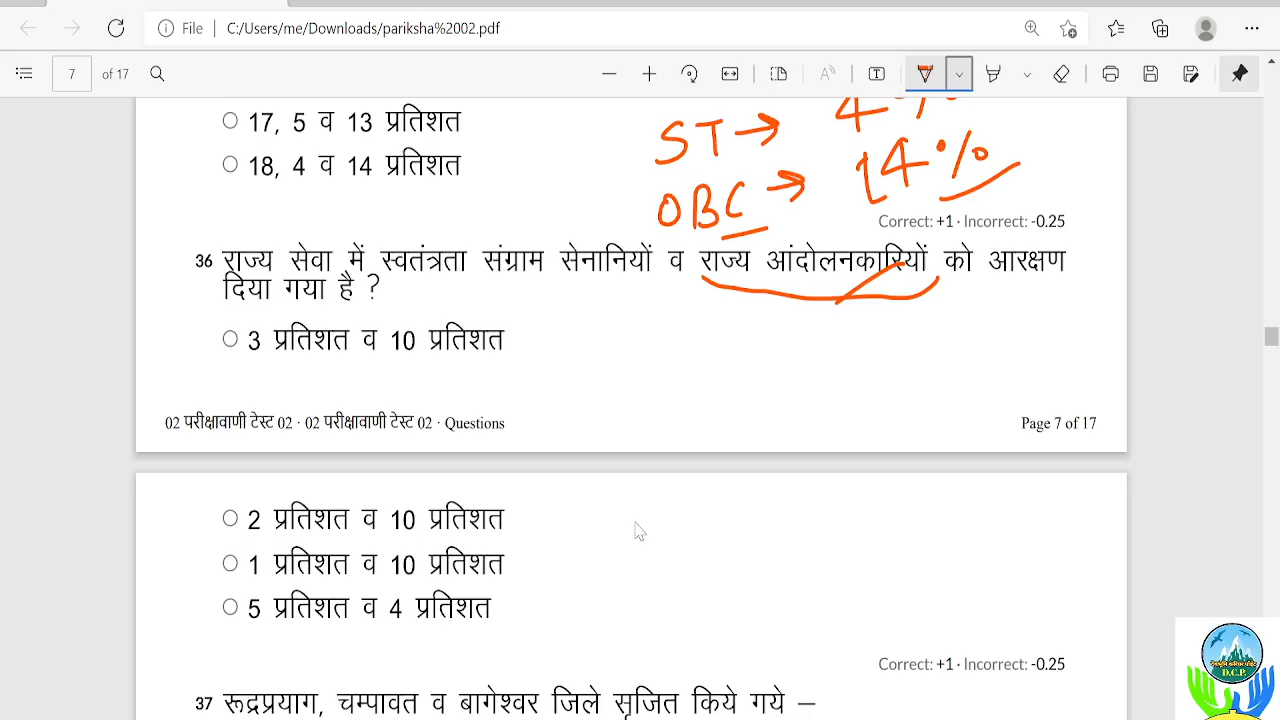 File
C:/Users/me/Downloads/pariksha%2002.pdf
7
of 17
17, 5 व 13 प्रतिशत
18, 4 व 14 प्रतिशत
4 %
ST →
OBC → 14 %
Correct: +1 · Incorrect: -0.25
36 राज्य सेवा में स्वतंत्रता संग्राम सेनानियों व राज्य आंदोलनकारियों को आरक्षण
दिया गया है ?
3 प्रतिशत व 10 प्रतिशत
02 परीक्षावाणी टेस्ट 02 · 02 परीक्षावाणी टेस्ट 02 · Questions
Page 7 of 17
2 प्रतिशत व 10 प्रतिशत
1 प्रतिशत व 10 प्रतिशत
5 प्रतिशत व 4 प्रतिशत
Correct: +1 · Incorrect: -0.25
37 रूद्रप्रयाग, चम्पावत व बागेश्वर जिले सृजित किये गये –
D.C.P.